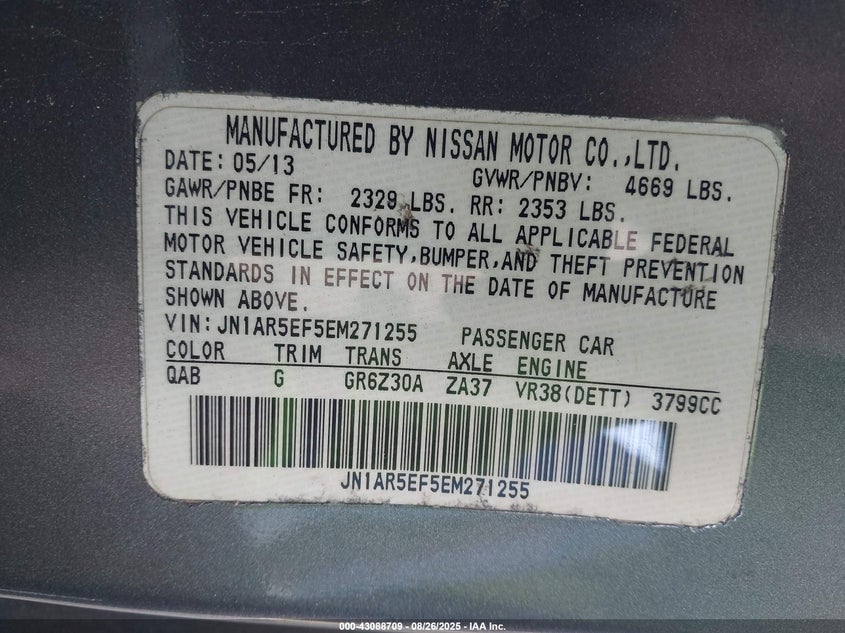 MANUFACTURED BY NISSAN MOTOR CO.,LTD.
DATE: 05/13 GVWR/PNBV: 4669 LBS.
GAWR/PNBE FR: 2329 LBS. RR: 2353 LBS.
THIS VEHICLE CONFORMS TO ALL APPLICABLE FEDERAL
MOTOR VEHICLE SAFETY,BUMPER,AND THEFT PREVENTION
STANDARDS IN EFFECT ON THE DATE OF MANUFACTURE
SHOWN ABOVE.
VIN: JN1AR5EF5EM271255 PASSENGER CAR
COLOR TRIM TRANS AXLE ENGINE
QAB G GR6Z30A ZA37 VR38(DETT) 3799CC
JN1AR5EF5EM271255
000-43088709 - 08/26/2025 - IAA Inc.